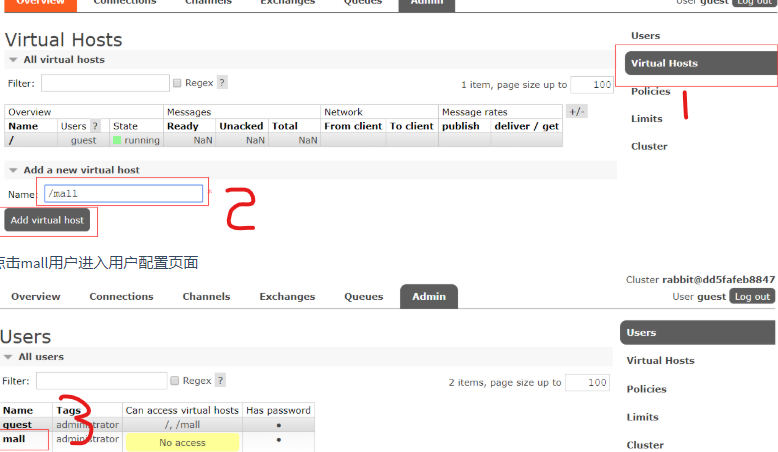 Overview Connections Channels Exchanges Queues Admin User guest Log out
Virtual Hosts
All virtual hosts
Filter: Regex ?
1 item, page size up to 100
Overview Messages Network Message rates +/-
Name Users ? State Ready Unacked Total From client To client publish deliver / get
/ guest running NaN NaN NaN
Add a new virtual host
Name: /mall *
Add virtual host
Users
Virtual Hosts
Policies
Limits
Cluster
1
2
点击mall用户进入用户配置页面
Cluster rabbit@dd5fafeb8847
User guest Log out
Overview Connections Channels Exchanges Queues Admin
Users
All users
Filter: Regex ?
2 items, page size up to 100
Name Tags Can access virtual hosts Has password
guest administrator /, /mall ●
mall administrator No access ●
3
Users
Virtual Hosts
Policies
Limits
Cluster